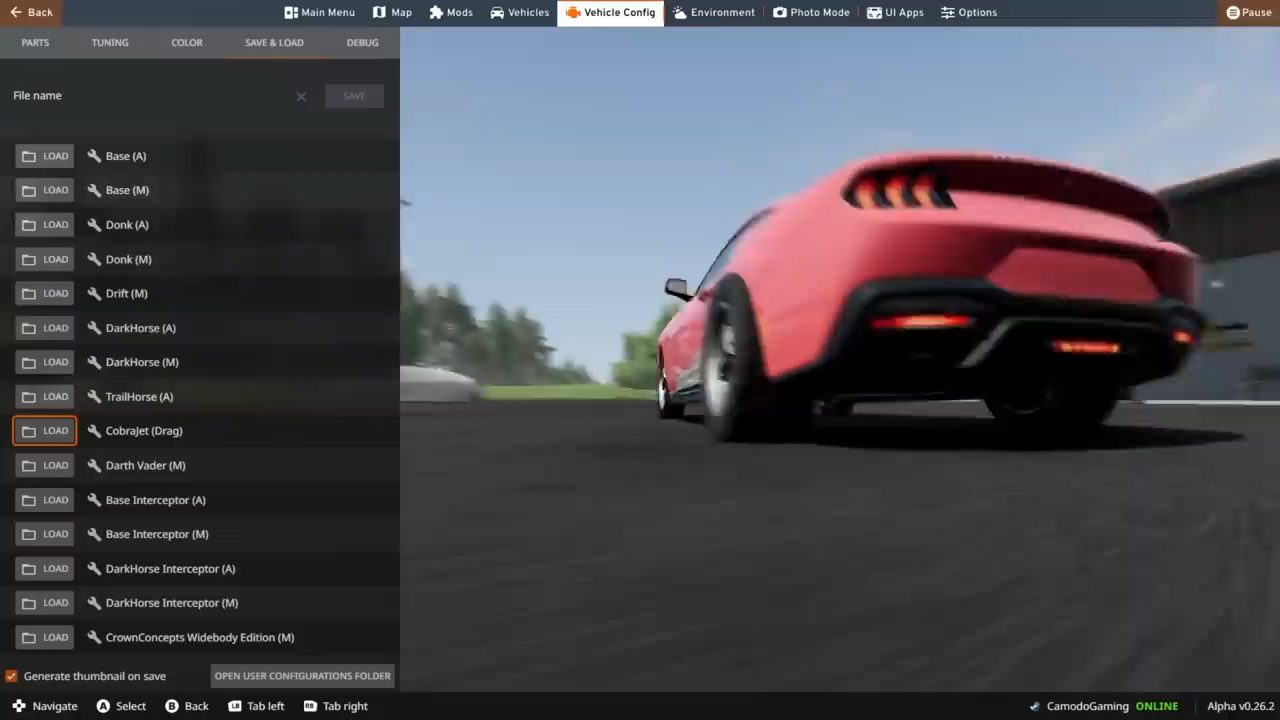 Back
Main Menu
Map
Mods
Vehicles
Vehicle Config
Environment
Photo Mode
UI Apps
Options
Pause
PARTS
TUNING
COLOR
SAVE & LOAD
DEBUG
File name
SAVE
LOAD Base (A)
LOAD Base (M)
LOAD Donk (A)
LOAD Donk (M)
LOAD Drift (M)
LOAD DarkHorse (A)
LOAD DarkHorse (M)
LOAD TrailHorse (A)
LOAD CobraJet (Drag)
LOAD Darth Vader (M)
LOAD Base Interceptor (A)
LOAD Base Interceptor (M)
LOAD DarkHorse Interceptor (A)
LOAD DarkHorse Interceptor (M)
LOAD CrownConcepts Widebody Edition (M)
Generate thumbnail on save
OPEN USER CONFIGURATIONS FOLDER
Navigate
A Select
B Back
LB Tab left
RB Tab right
CamodoGaming ONLINE
Alpha v0.26.2